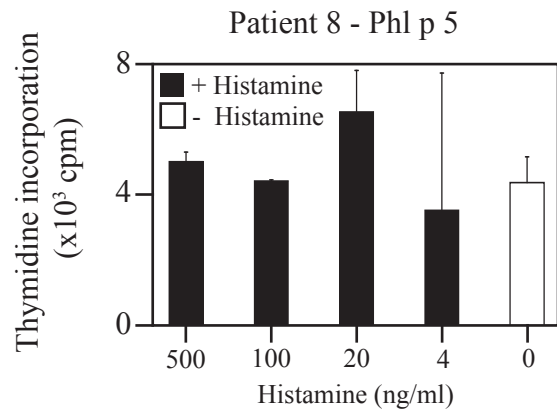 Patient 8 - Phl p 5
Thymidine incorporation
(x10³ cpm)
8
4
0
+ Histamine
- Histamine
500 100 20 4 0
Histamine (ng/ml)